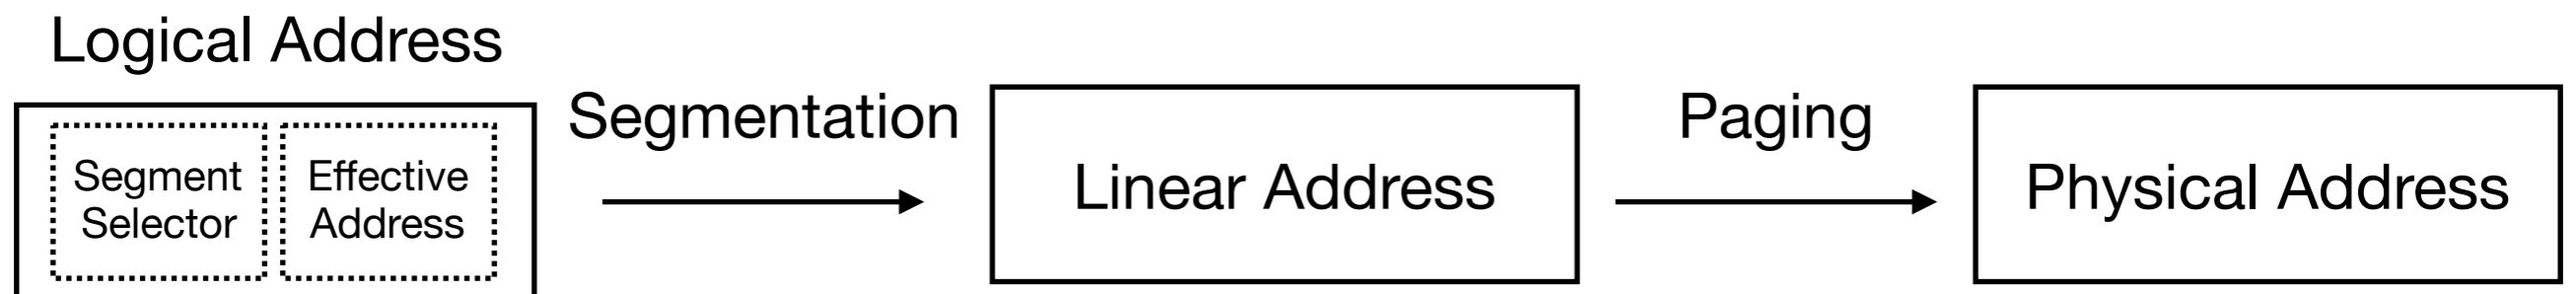 Logical Address
Segment
Selector
Effective
Address
Segmentation
Linear Address
Paging
Physical Address